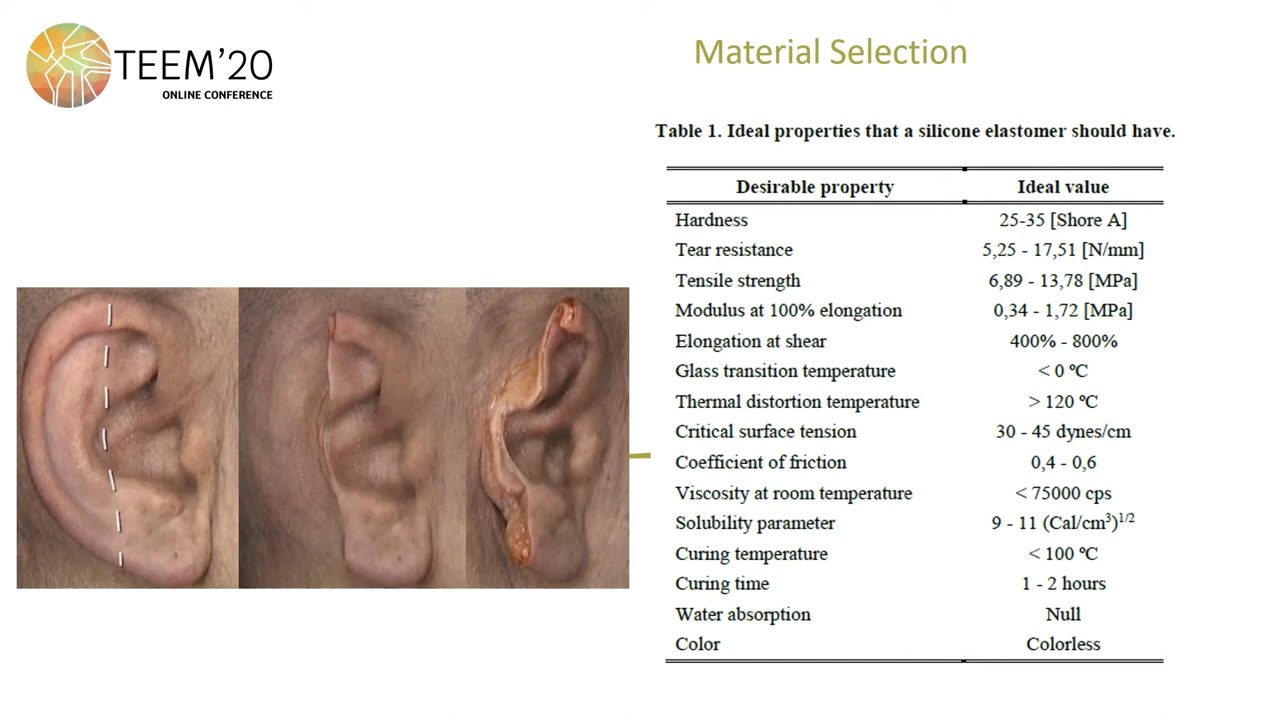 TEEM’20
ONLINE CONFERENCE
Material Selection
Table 1. Ideal properties that a silicone elastomer should have.
Desirable property Ideal value
Hardness 25-35 [Shore A]
Tear resistance 5,25 - 17,51 [N/mm]
Tensile strength 6,89 - 13,78 [MPa]
Modulus at 100% elongation 0,34 - 1,72 [MPa]
Elongation at shear 400% - 800%
Glass transition temperature < 0 ºC
Thermal distortion temperature > 120 ºC
Critical surface tension 30 - 45 dynes/cm
Coefficient of friction 0,4 - 0,6
Viscosity at room temperature < 75000 cps
Solubility parameter 9 - 11 (Cal/cm³)¹/²
Curing temperature < 100 ºC
Curing time 1 - 2 hours
Water absorption Null
Color Colorless